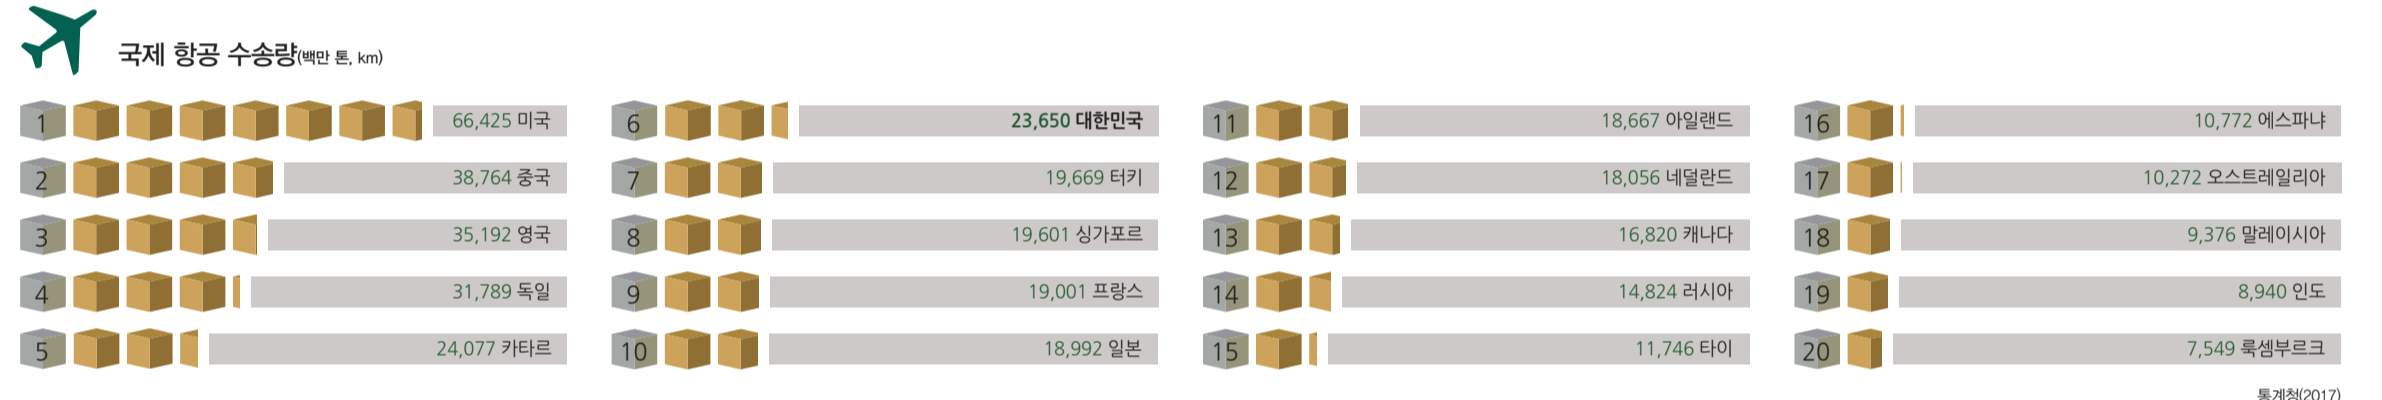 국제 항공 수송량(백만 톤, km)
1 66,425 미국
2 38,764 중국
3 35,192 영국
4 31,789 독일
5 24,077 카타르
6 23,650 대한민국
7 19,669 터키
8 19,601 싱가포르
9 19,001 프랑스
10 18,992 일본
11 18,667 아일랜드
12 18,056 네덜란드
13 16,820 캐나다
14 14,824 러시아
15 11,746 타이
16 10,772 에스파냐
17 10,272 오스트레일리아
18 9,376 말레이시아
19 8,940 인도
20 7,549 룩셈부르크
통계청(2017)